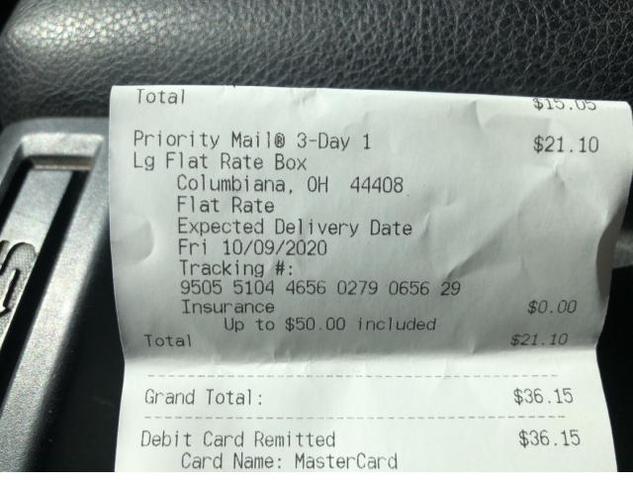 Total $15.05
Priority Mail® 3-Day 1 $21.10
Lg Flat Rate Box
Columbiana, OH 44408
Flat Rate
Expected Delivery Date
Fri 10/09/2020
Tracking #:
9505 5104 4656 0279 0656 29
Insurance $0.00
Up to $50.00 included
Total $21.10
Grand Total: $36.15
Debit Card Remitted $36.15
Card Name: MasterCard